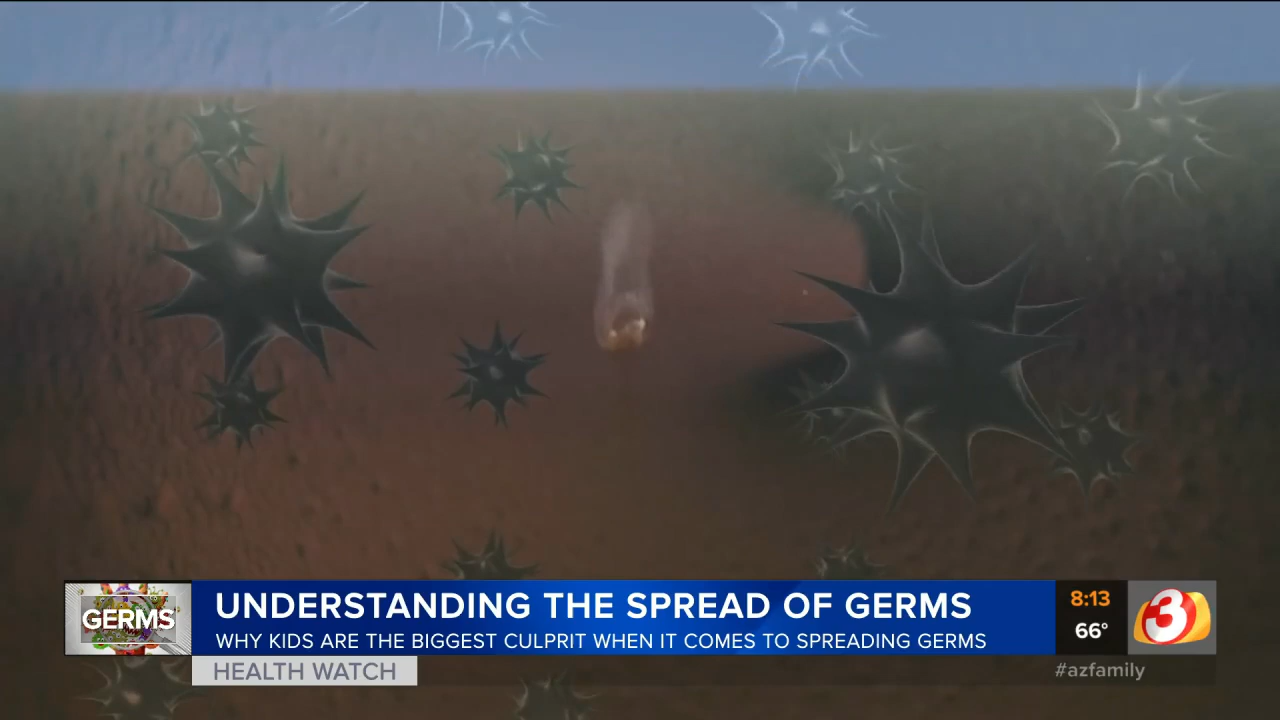 GERMS
UNDERSTANDING THE SPREAD OF GERMS
WHY KIDS ARE THE BIGGEST CULPRIT WHEN IT COMES TO SPREADING GERMS
HEALTH WATCH
8:13
66°
3
#azfamily